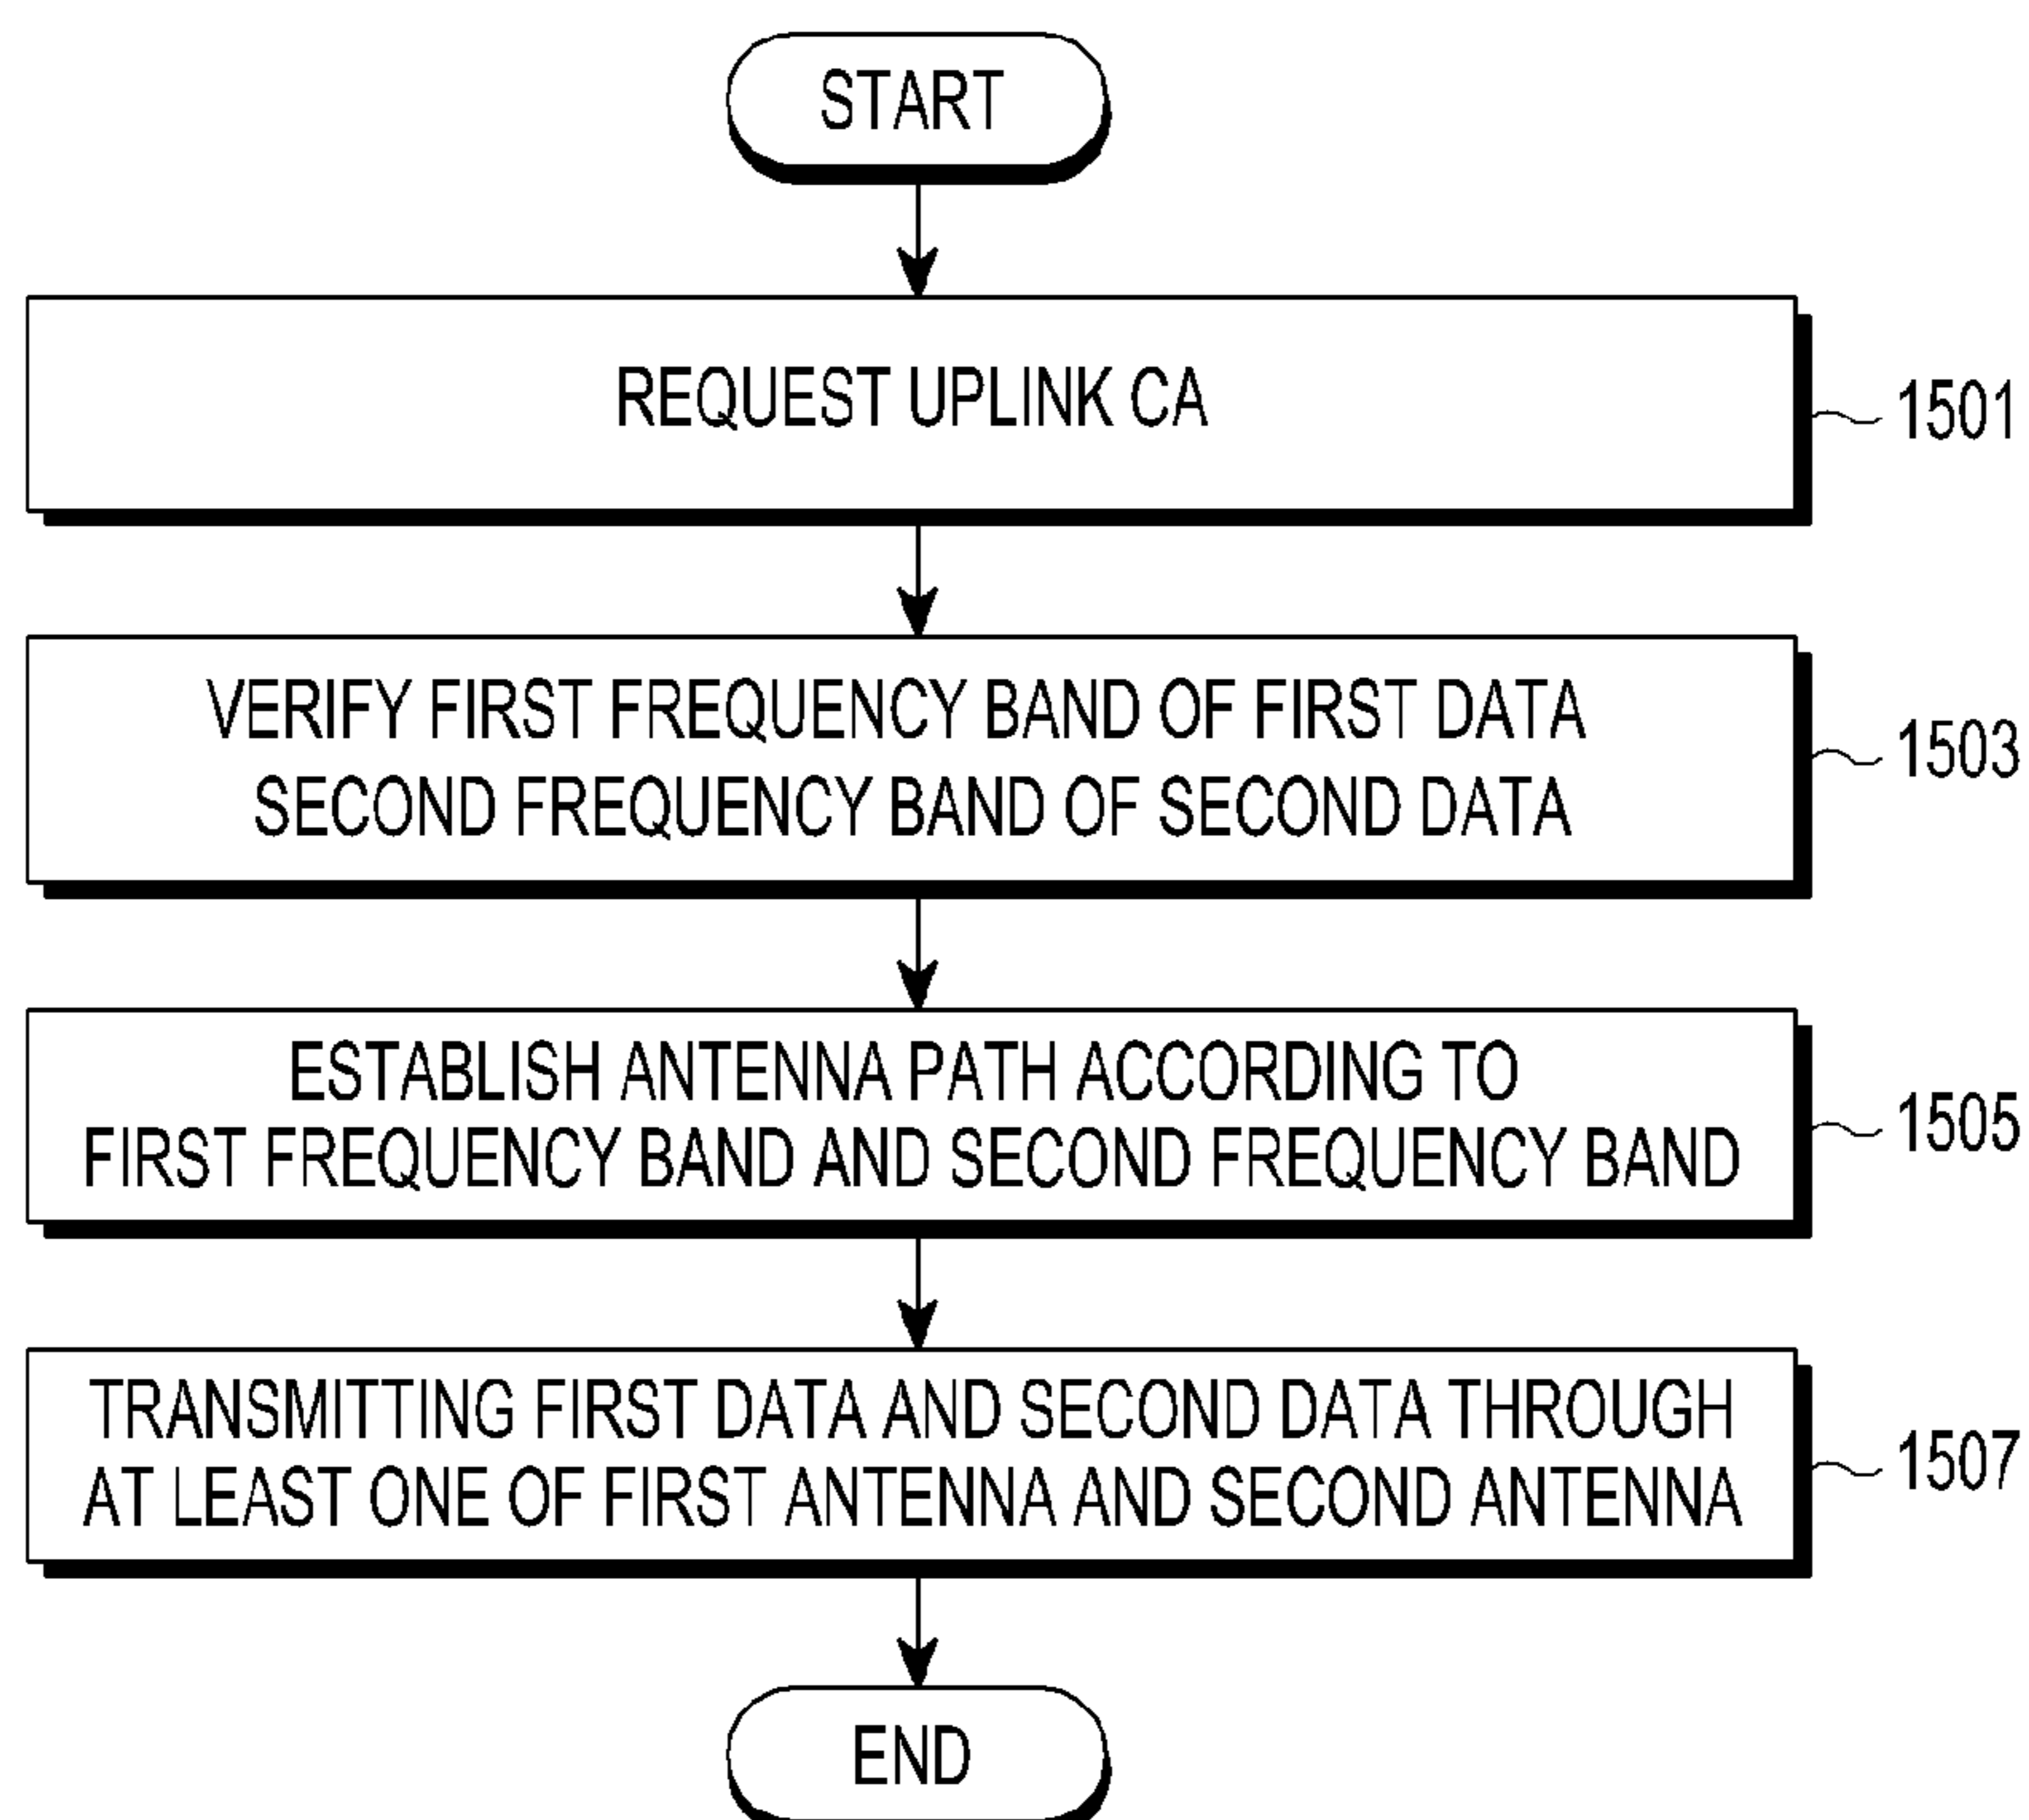 START
REQUEST UPLINK CA
1501
VERIFY FIRST FREQUENCY BAND OF FIRST DATA
SECOND FREQUENCY BAND OF SECOND DATA
1503
ESTABLISH ANTENNA PATH ACCORDING TO
FIRST FREQUENCY BAND AND SECOND FREQUENCY BAND
1505
TRANSMITTING FIRST DATA AND SECOND DATA THROUGH
AT LEAST ONE OF FIRST ANTENNA AND SECOND ANTENNA
1507
END